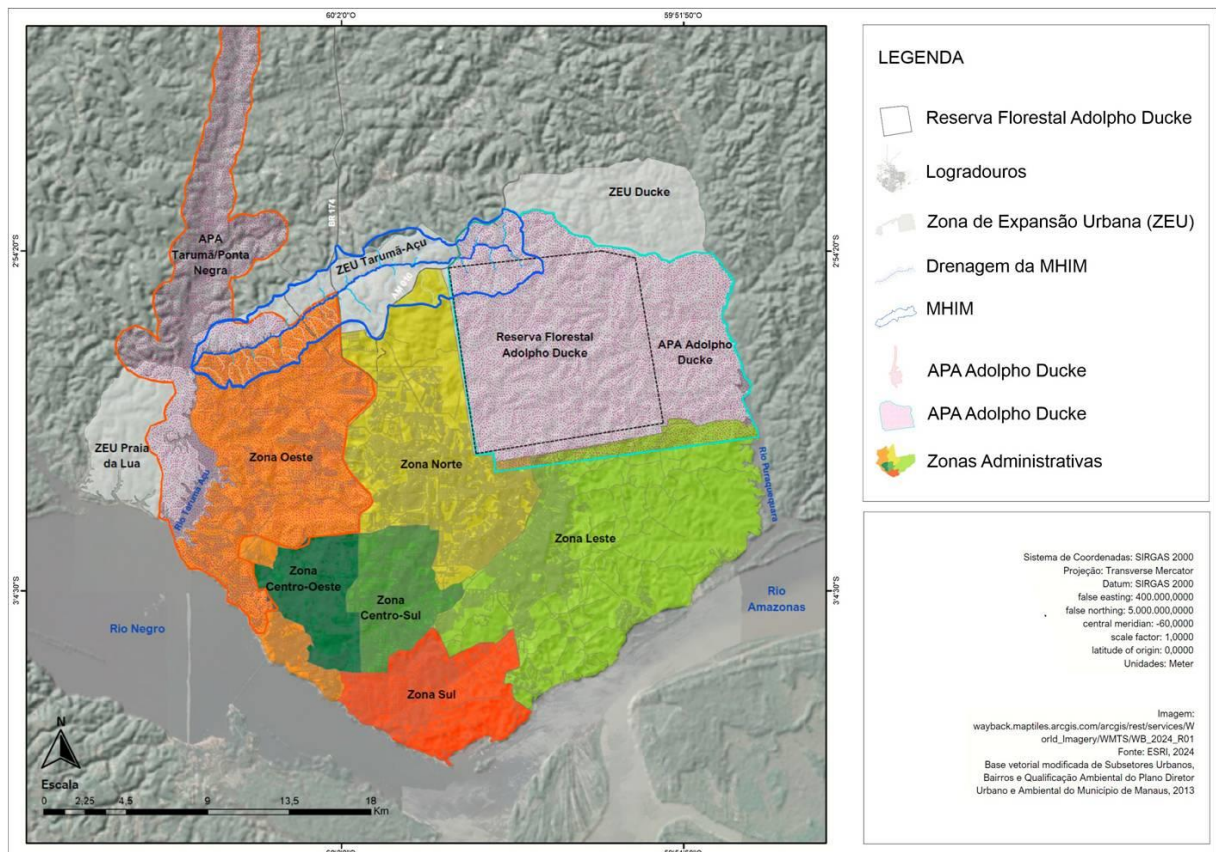 60°2'0"O
59°51'50"O
2°54'20"S
3°4'30"S
2°54'20"S
3°4'30"S
ZEU Ducke
BR 174
APA
Tarumã/Ponta
Negra
ZEU Tarumã-Açu
Reserva Florestal
Adolpho Ducke
APA Adolpho
Ducke
ZEU Praia
da Lua
Zona Oeste
Zona Norte
Rio Tarumã Açu
Rio Puraquequara
Zona Leste
Zona
Centro-Oeste
Zona
Centro-Sul
Rio
Amazonas
Rio Negro
Zona Sul
N
Escala
0 2,25 4,5 9 13,5 18
Km
LEGENDA
Reserva Florestal Adolpho Ducke
Logradouros
Zona de Expansão Urbana (ZEU)
Drenagem da MHIM
MHIM
APA Adolpho Ducke
APA Adolpho Ducke
Zonas Administrativas
Sistema de Coordenadas: SIRGAS 2000
Projeção: Transverse Mercator
Datum: SIRGAS 2000
false easting: 400.000,0000
false northing: 5.000.000,0000
central meridian: -60,0000
scale factor: 1,0000
latitude of origin: 0,0000
Unidades: Meter
Imagem:
wayback.maptiles.arcgis.com/arcgis/rest/services/W
orld_Imagery/WMTS/WB_2024_R01
Fonte: ESRI, 2024
Base vetorial modificada de Subsetores Urbanos,
Bairros e Qualificação Ambiental do Plano Diretor
Urbano e Ambiental do Município de Manaus, 2013